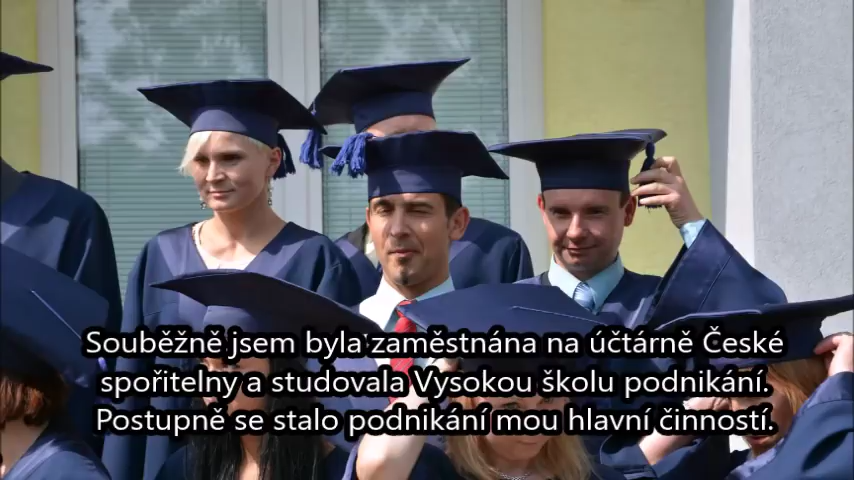 Souběžně jsem byla zaměstnána na účtárně České
spořitelny a studovala Vysokou školu podnikání.
Postupně se stalo podnikání mou hlavní činností.